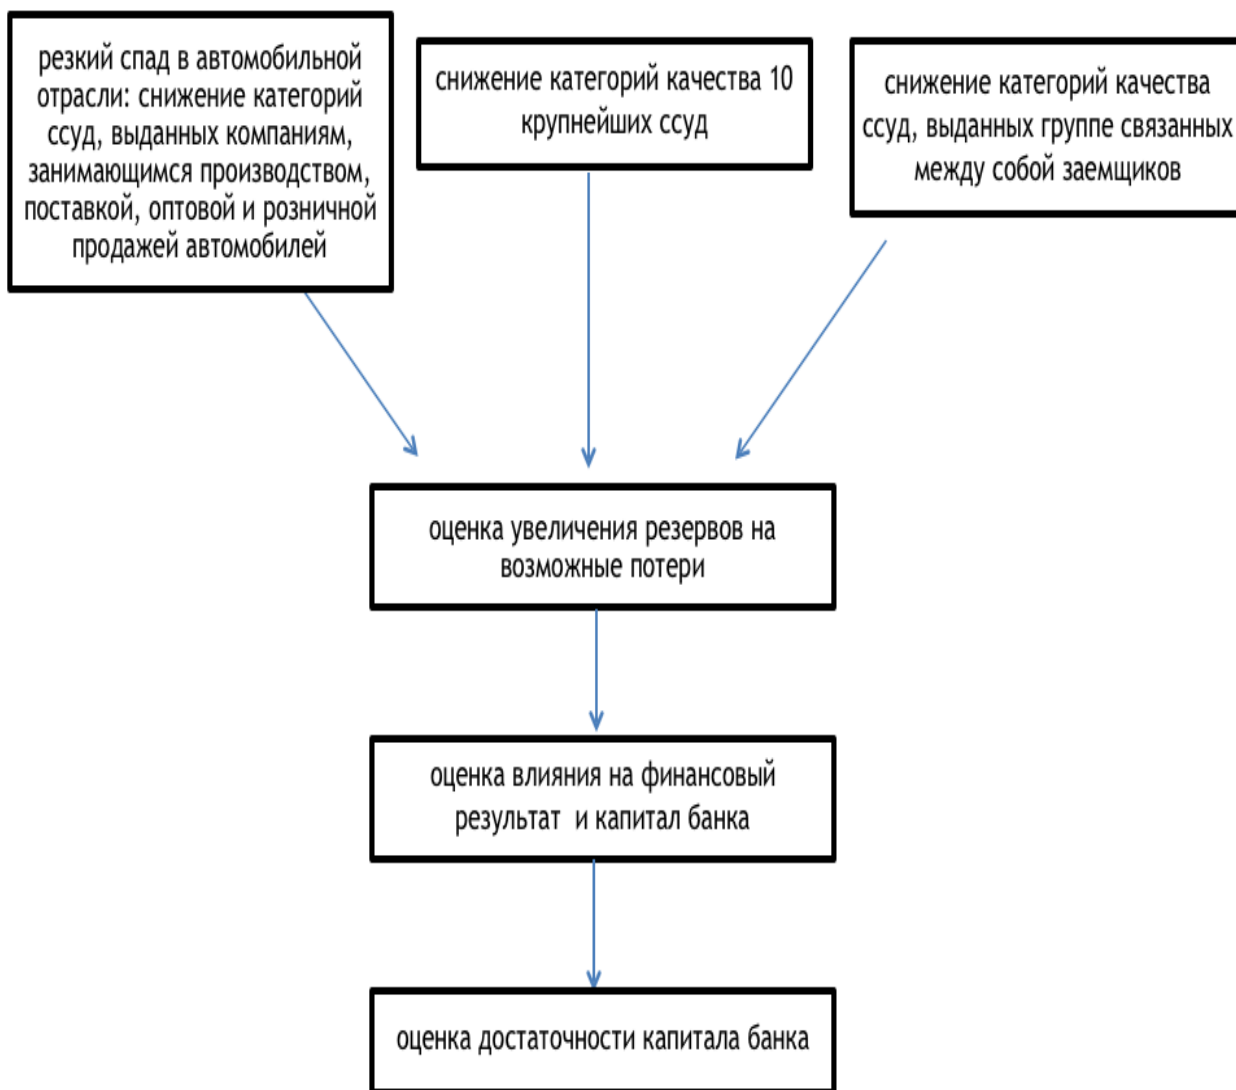 резкий спад в автомобильной
отрасли: снижение категорий
ссуд, выданных компаниям,
занимающимся производством,
поставкой, оптовой и розничной
продажей автомобилей
снижение категорий качества 10
крупнейших ссуд
снижение категорий качества
ссуд, выданных группе связанных
между собой заемщиков
оценка увеличения резервов на
возможные потери
оценка влияния на финансовый
результат и капитал банка
оценка достаточности капитала банка